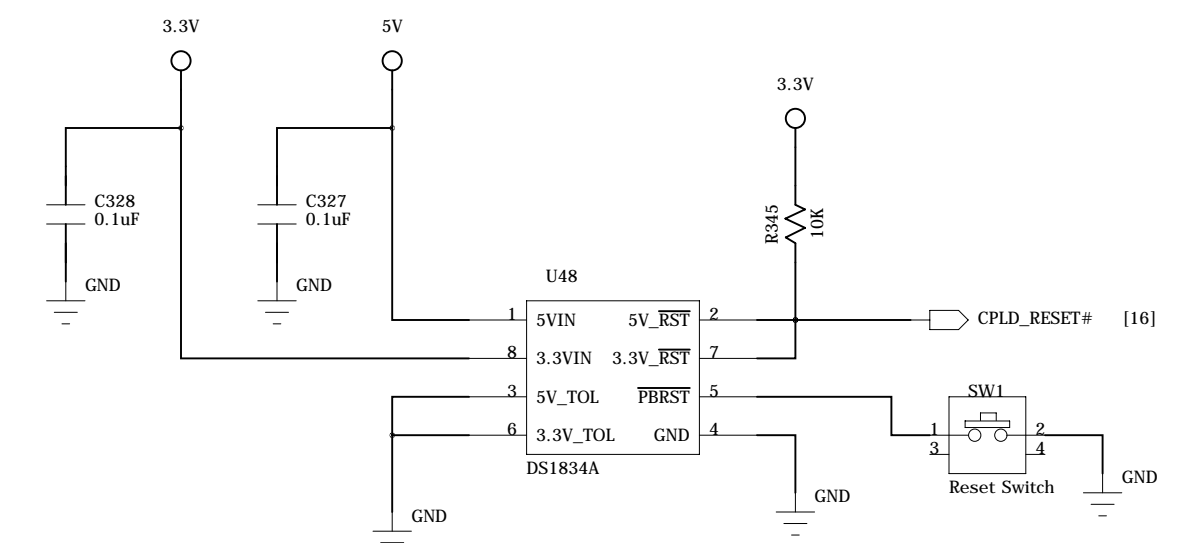 3.3V
5V
3.3V
C328
0.1uF
C327
0.1uF
R345
10K
GND
GND
U48
1 5VIN 5V_RST 2
8 3.3VIN 3.3V_RST 7
3 5V_TOL PBRST 5
6 3.3V_TOL GND 4
DS1834A
CPLD_RESET# [16]
SW1
1 2
3 4
Reset Switch
GND
GND
GND